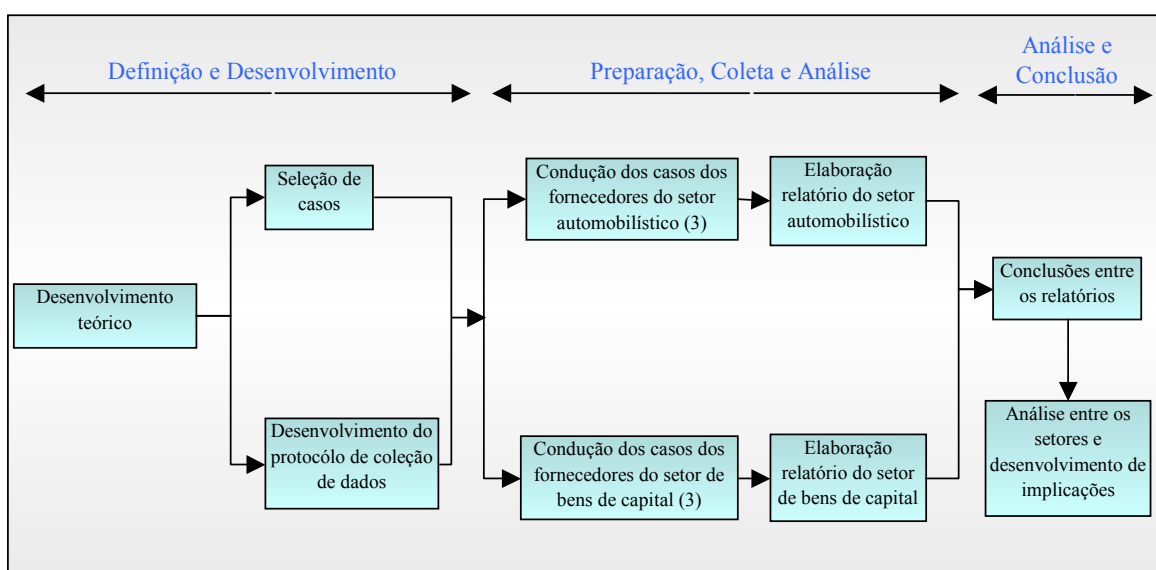 Definição e Desenvolvimento
Preparação, Coleta e Análise
Análise e
Conclusão
Desenvolvimento
teórico
Seleção de
casos
Desenvolvimento do
protocólo de coleção
de dados
Condução dos casos dos
fornecedores do setor
automobilístico (3)
Elaboração
relatório do setor
automobilístico
Condução dos casos dos
fornecedores do setor de
bens de capital (3)
Elaboração
relatório do setor
de bens de capital
Conclusões entre
os relatórios
Análise entre os
setores e
desenvolvimento de
implicações